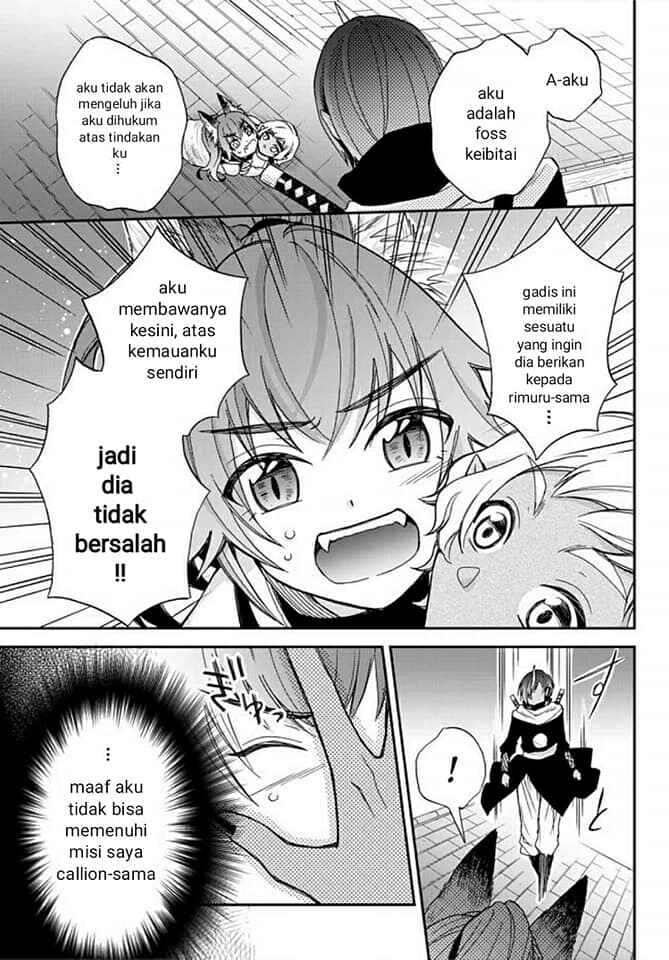 A-aku
aku
adalah
foss
keibitai
aku tidak akan
mengeluh jika
aku dihukum
atas tindakan
ku
...
gadis ini
memiliki
sesuatu
yang ingin
dia berikan
kepada
rimuru-sama
...
aku
membawanya
kesini, atas
kemauanku
sendiri
jadi
dia
tidak
bersalah
!!
!
...
maaf aku
tidak bisa
memenuhi
misi saya
callion-sama